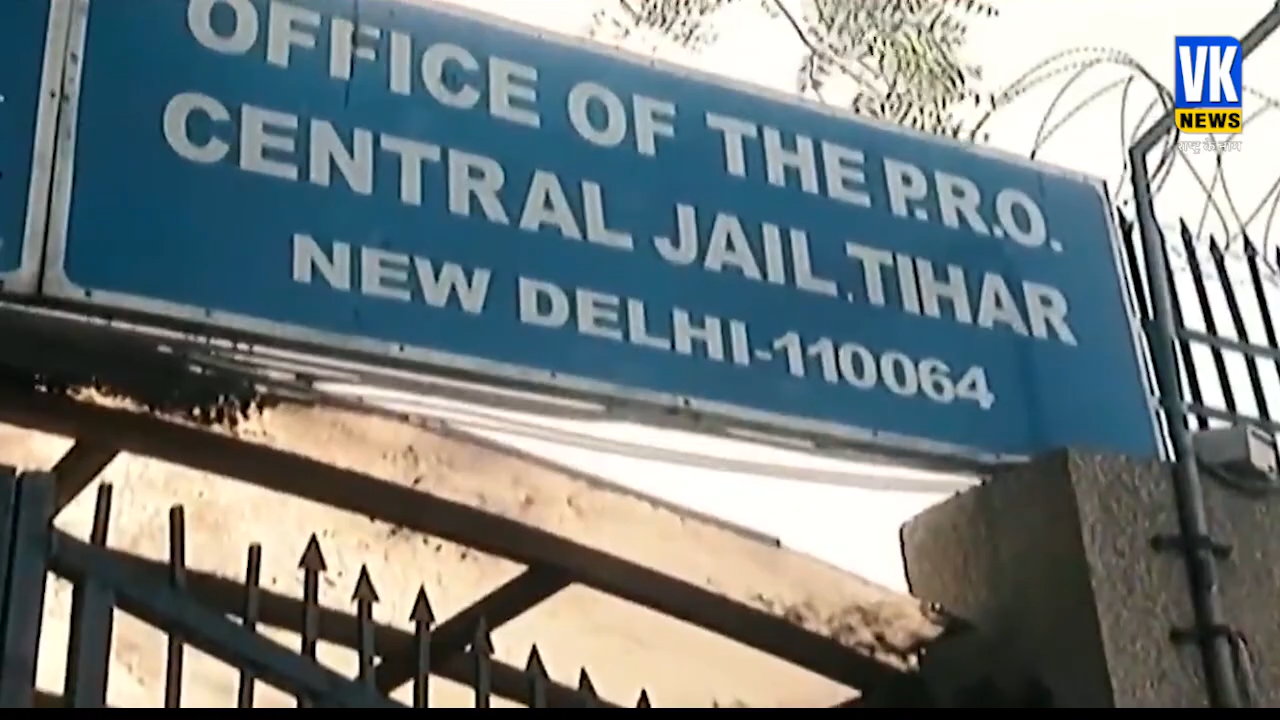 OFFICE OF THE P.R.O.
CENTRAL JAIL, TIHAR
NEW DELHI-110064
VK
NEWS